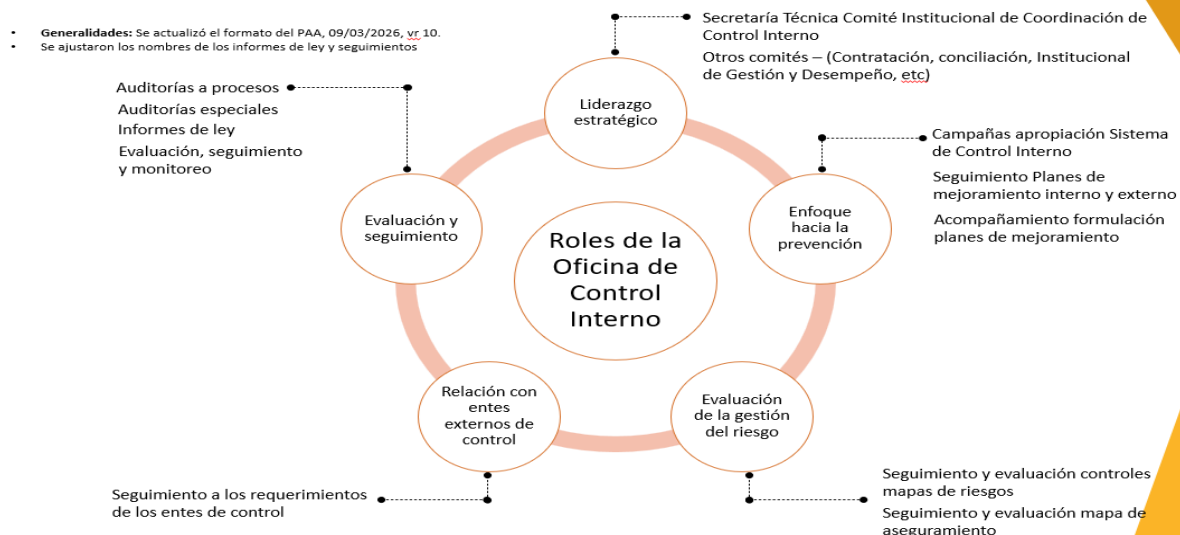 • Generalidades: Se actualizó el formato del PAA, 09/03/2026, vr 10.
• Se ajustaron los nombres de los informes de ley y seguimientos
Secretaría Técnica Comité Institucional de Coordinación de
Control Interno
Otros comités – (Contratación, conciliación, Institucional
de Gestión y Desempeño, etc)
Auditorías a procesos
Auditorías especiales
Informes de ley
Evaluación, seguimiento
y monitoreo
Liderazgo
estratégico
Campañas apropiación Sistema
de Control Interno
Seguimiento Planes de
mejoramiento interno y externo
Acompañamiento formulación
planes de mejoramiento
Evaluación y
seguimiento
Enfoque
hacia la
prevención
Roles de la
Oficina de
Control
Interno
Relación con
entes
externos de
control
Evaluación
de la gestión
del riesgo
Seguimiento a los requerimientos
de los entes de control
Seguimiento y evaluación controles
mapas de riesgos
Seguimiento y evaluación mapa de
aseguramiento